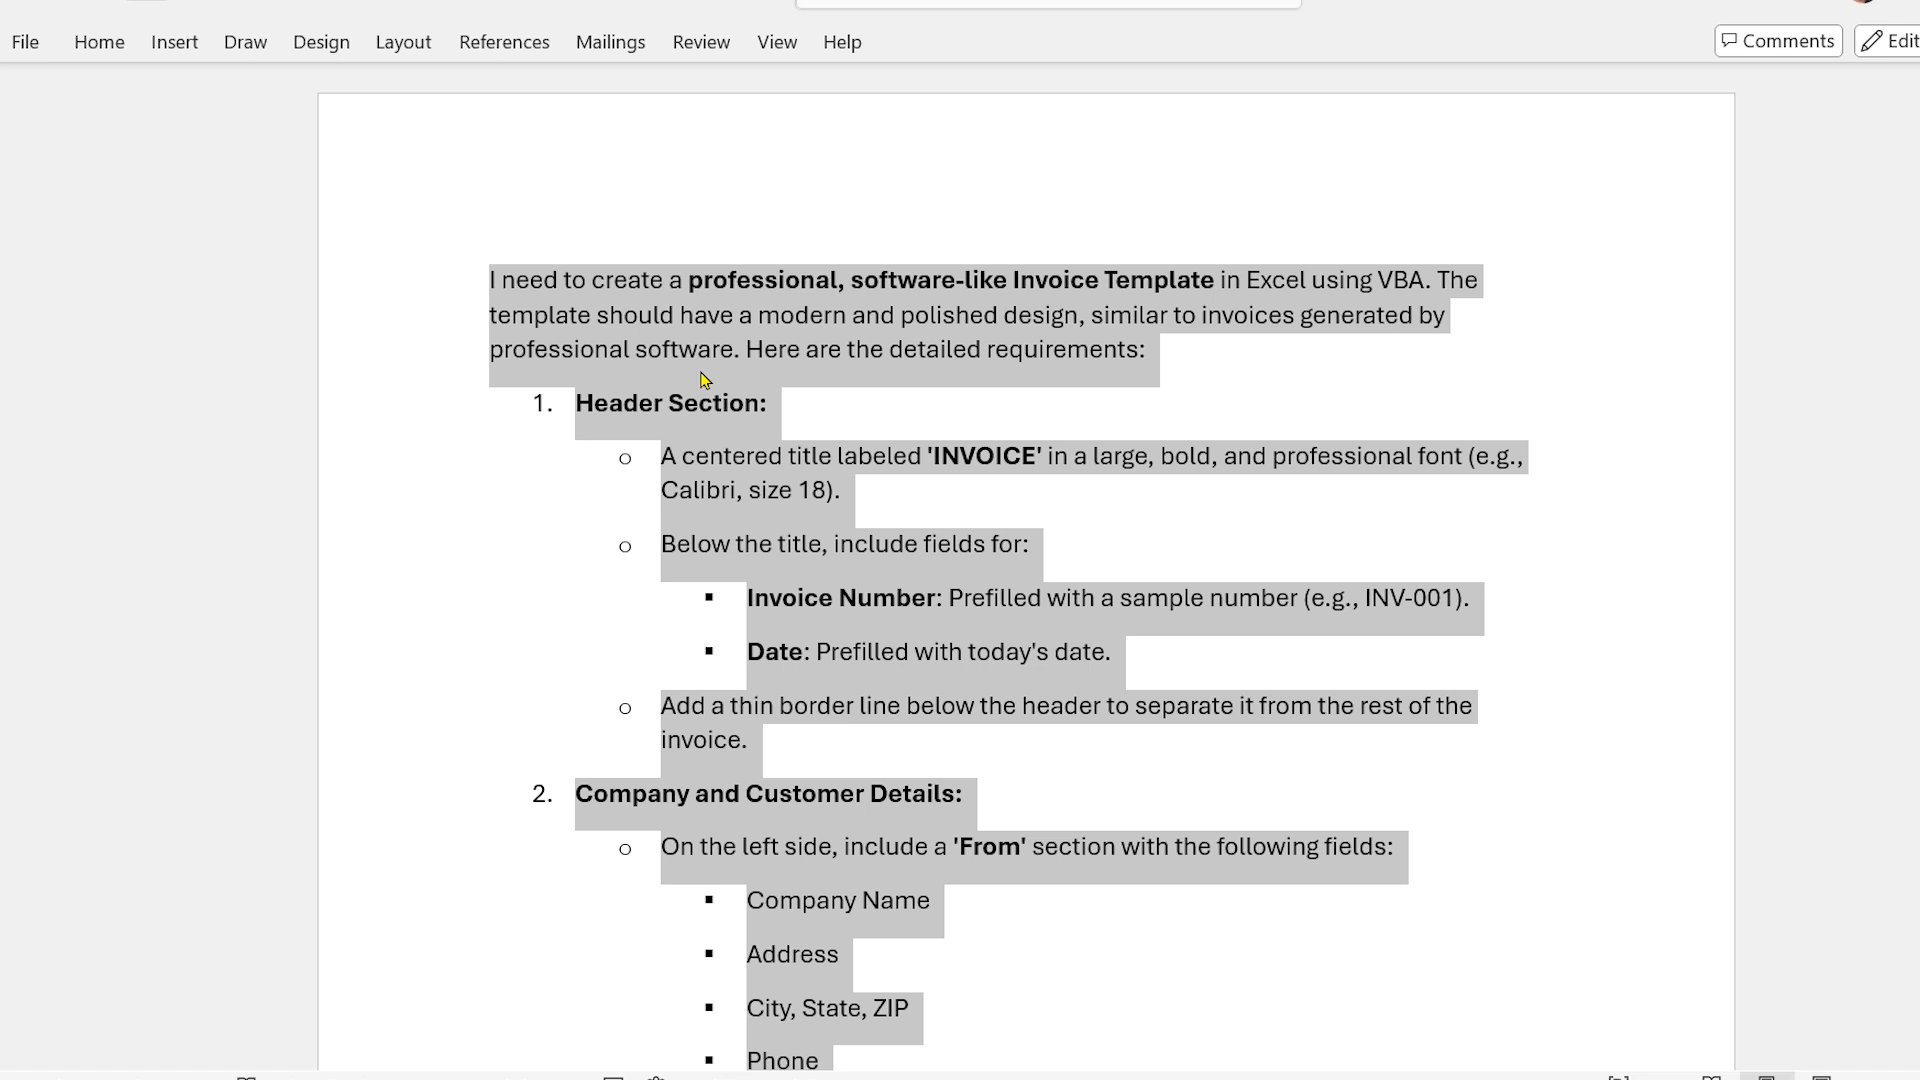 File Home Insert Draw Design Layout References Mailings Review View Help Comments Edit
I need to create a professional, software-like Invoice Template in Excel using VBA. The
template should have a modern and polished design, similar to invoices generated by
professional software. Here are the detailed requirements:
1. Header Section:
o A centered title labeled 'INVOICE' in a large, bold, and professional font (e.g.,
Calibri, size 18).
o Below the title, include fields for:
▪ Invoice Number: Prefilled with a sample number (e.g., INV-001).
▪ Date: Prefilled with today's date.
o Add a thin border line below the header to separate it from the rest of the
invoice.
2. Company and Customer Details:
o On the left side, include a 'From' section with the following fields:
▪ Company Name
▪ Address
▪ City, State, ZIP
▪ Phone